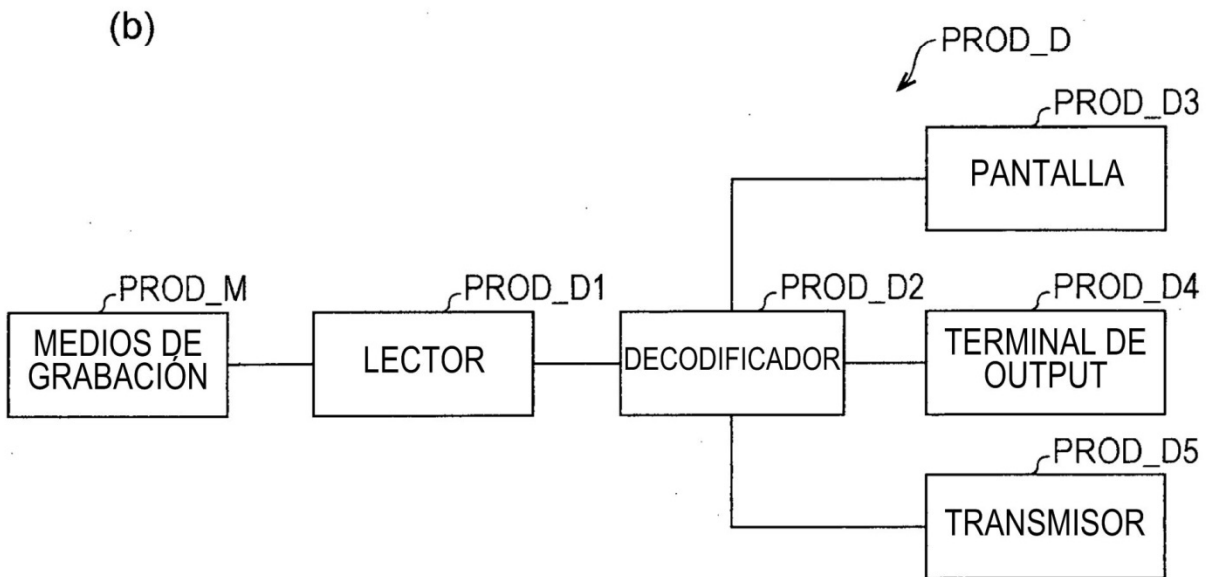 (b)
PROD_D
PROD_D3
PANTALLA
PROD_M
MEDIOS DE
GRABACIÓN
PROD_D1
LECTOR
PROD_D2
DECODIFICADOR
PROD_D4
TERMINAL DE
OUTPUT
PROD_D5
TRANSMISOR